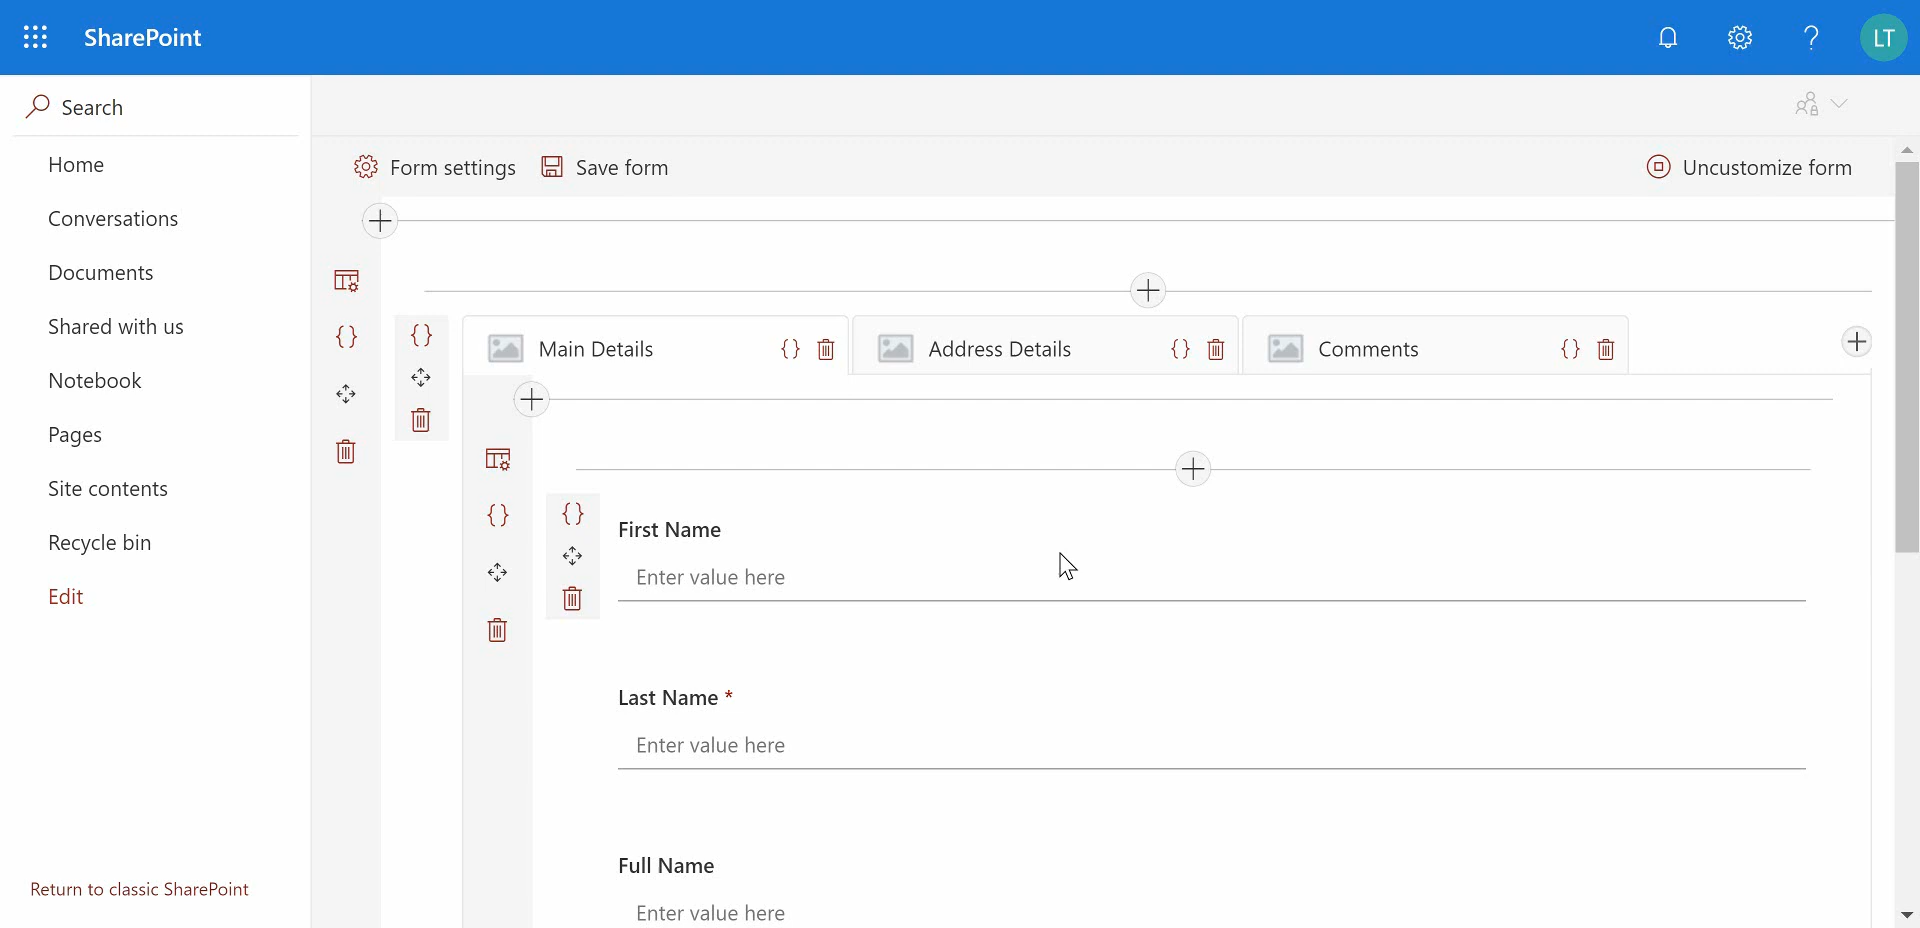 SharePoint
LT
Search
Home
Conversations
Documents
Shared with us
Notebook
Pages
Site contents
Recycle bin
Edit
Return to classic SharePoint
Form settings
Save form
Uncustomize form
Main Details
Address Details
Comments
First Name
Enter value here
Last Name *
Enter value here
Full Name
Enter value here